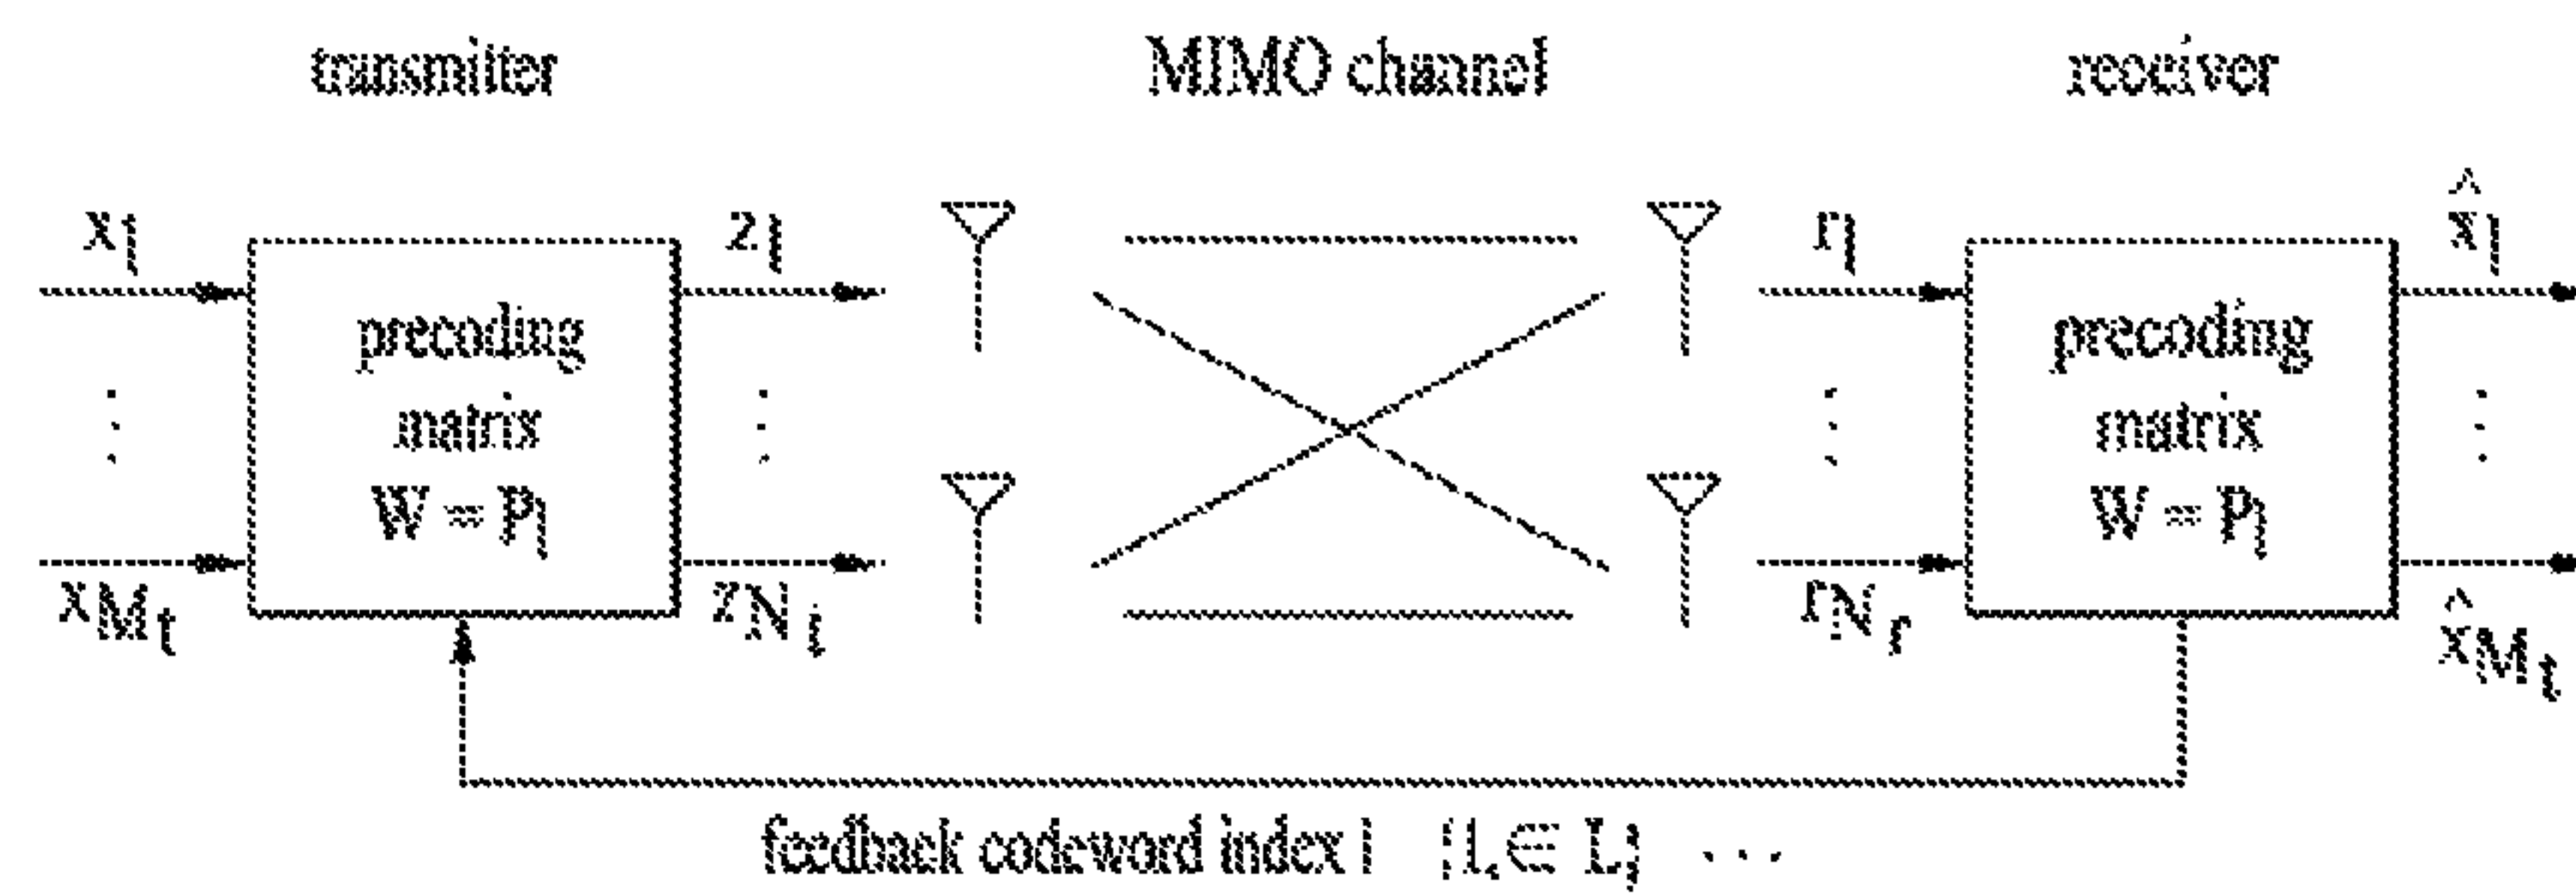 transmitter
MIMO channel
receiver
x1
z1
r1
x̂1
precoding
matrix
W = Pl
precoding
matrix
W = Pl
xMt
zNt
rNr
x̂Mt
feedback codeword index l